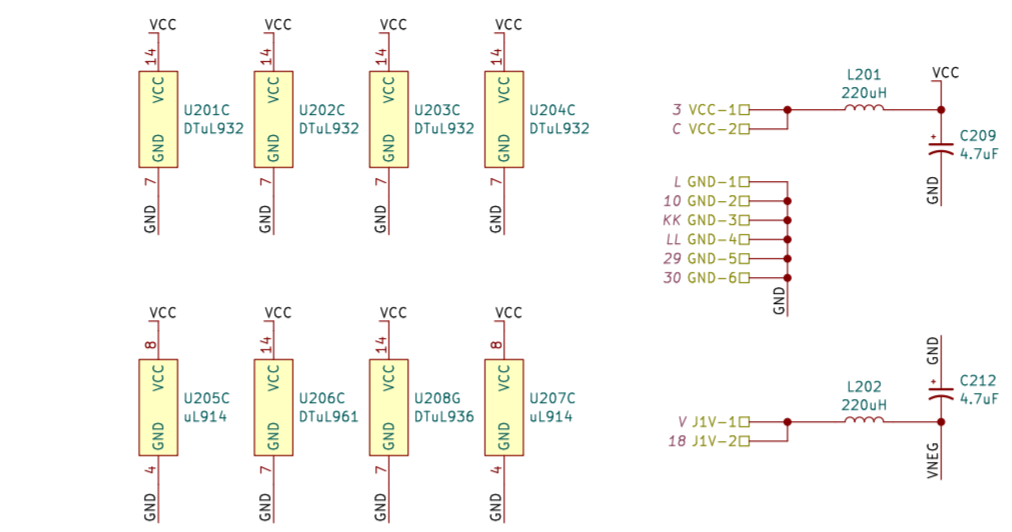 VCC VCC VCC VCC
14 14 14 14
VCC VCC VCC VCC
GND GND GND GND
U201C U202C U203C U204C
DTuL932 DTuL932 DTuL932 DTuL932
7 7 7 7
GND GND GND GND
L201
220uH
VCC
3 VCC-1
C VCC-2
C209
4.7uF
GND
L GND-1
10 GND-2
KK GND-3
LL GND-4
29 GND-5
30 GND-6
GND
VCC VCC VCC VCC
8 14 14 8
VCC VCC VCC VCC
GND GND GND GND
U205C U206C U208G U207C
uL914 DTuL961 DTuL936 uL914
4 7 7 4
GND GND GND GND
GND
C212
4.7uF
L202
220uH
V J1V-1
18 J1V-2
VNEG